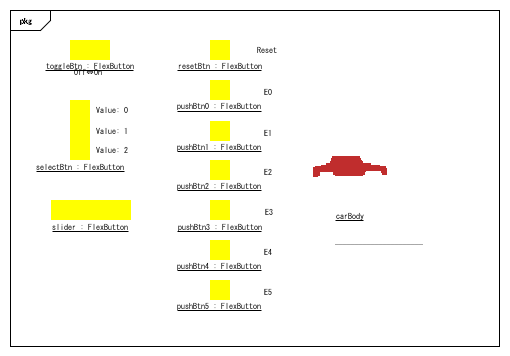 pkg
toggleBtn : FlexButton
Off⇔On
Value: 0
Value: 1
Value: 2
selectBtn : FlexButton
slider : FlexButton
Reset
resetBtn : FlexButton
E0
pushBtn0 : FlexButton
E1
pushBtn1 : FlexButton
E2
pushBtn2 : FlexButton
E3
pushBtn3 : FlexButton
E4
pushBtn4 : FlexButton
E5
pushBtn5 : FlexButton
carBody